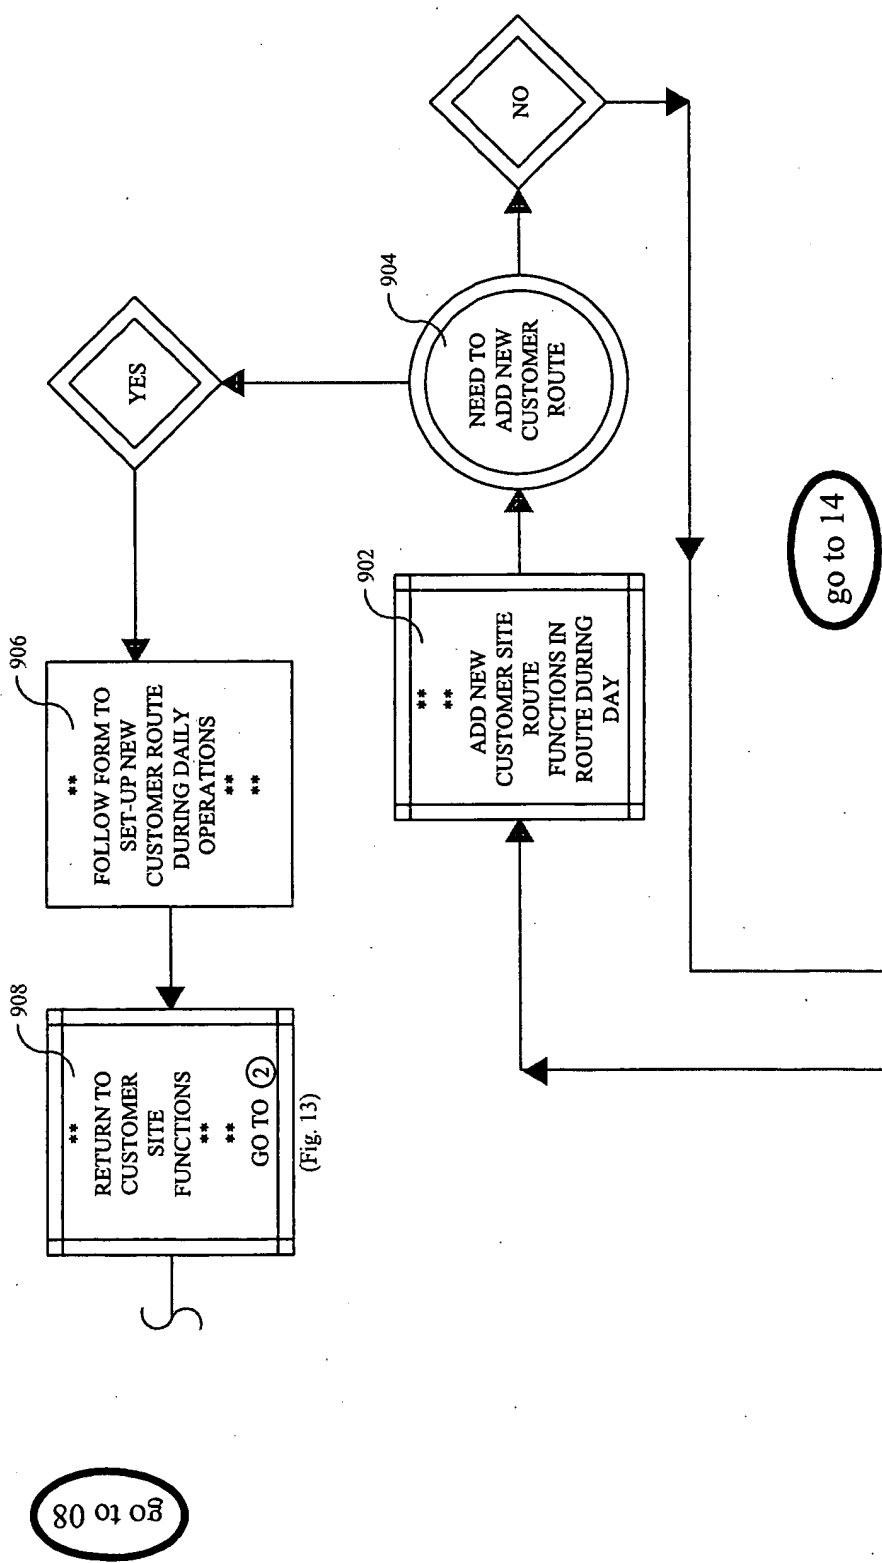 908
**
RETURN TO
CUSTOMER
SITE
FUNCTIONS
**
**
GO TO 2
(Fig. 13)
906
**
FOLLOW FORM TO
SET-UP NEW
CUSTOMER ROUTE
DURING DAILY
OPERATIONS
**
**
YES
902
**
**
ADD NEW
CUSTOMER SITE
ROUTE
FUNCTIONS IN
ROUTE DURING
DAY
904
NEED TO
ADD NEW
CUSTOMER
ROUTE
NO
go to 08
go to 14